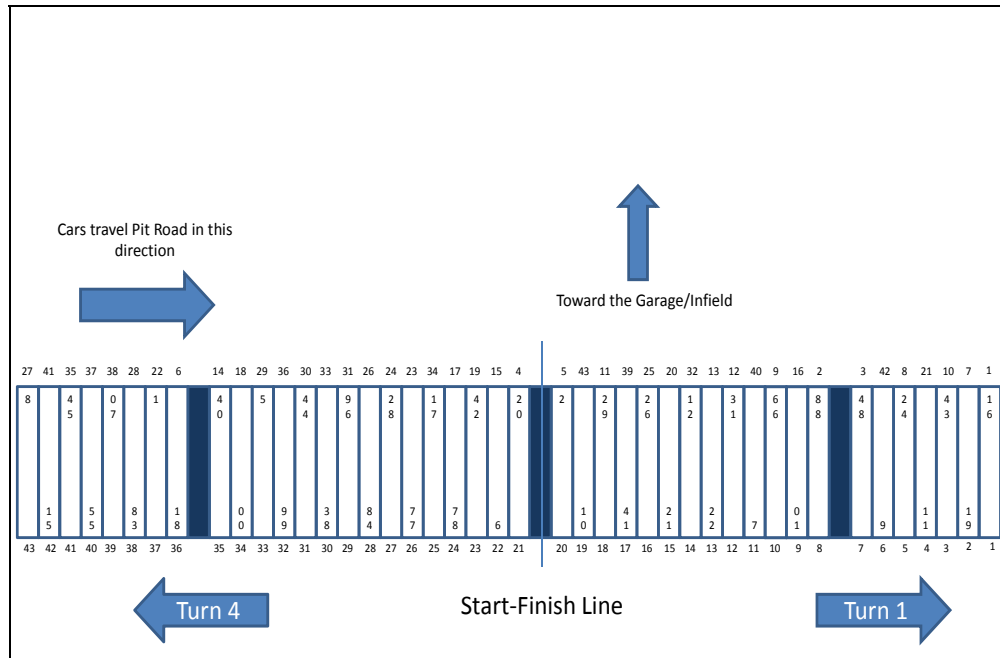 Cars travel Pit Road in this
direction
Toward the Garage/Infield
27 41 35 37 38 28 22 6 14 18 29 36 30 33 31 26 24 23 34 17 19 15 4 5 43 11 39 25 20 32 13 12 40 9 16 2 3 42 8 21 10 7 1
8 45 07 1 40 5 44 96 28 17 42 20 2 29 26 12 31 66 88 48 24 43 16
15 55 83 18 00 99 38 84 77 78 6 10 41 21 22 7 01 9 11 19
43 42 41 40 39 38 37 36 35 34 33 32 31 30 29 28 27 26 25 24 23 22 21 20 19 18 17 16 15 14 13 12 11 10 9 8 7 6 5 4 3 2 1
Turn 4
Start-Finish Line
Turn 1